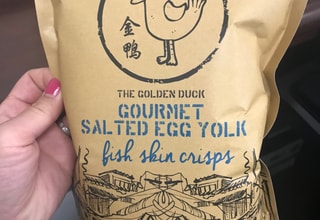 金
鴨
THE GOLDEN DUCK
GOURMET
SALTED EGG YOLK
fish skin crisps